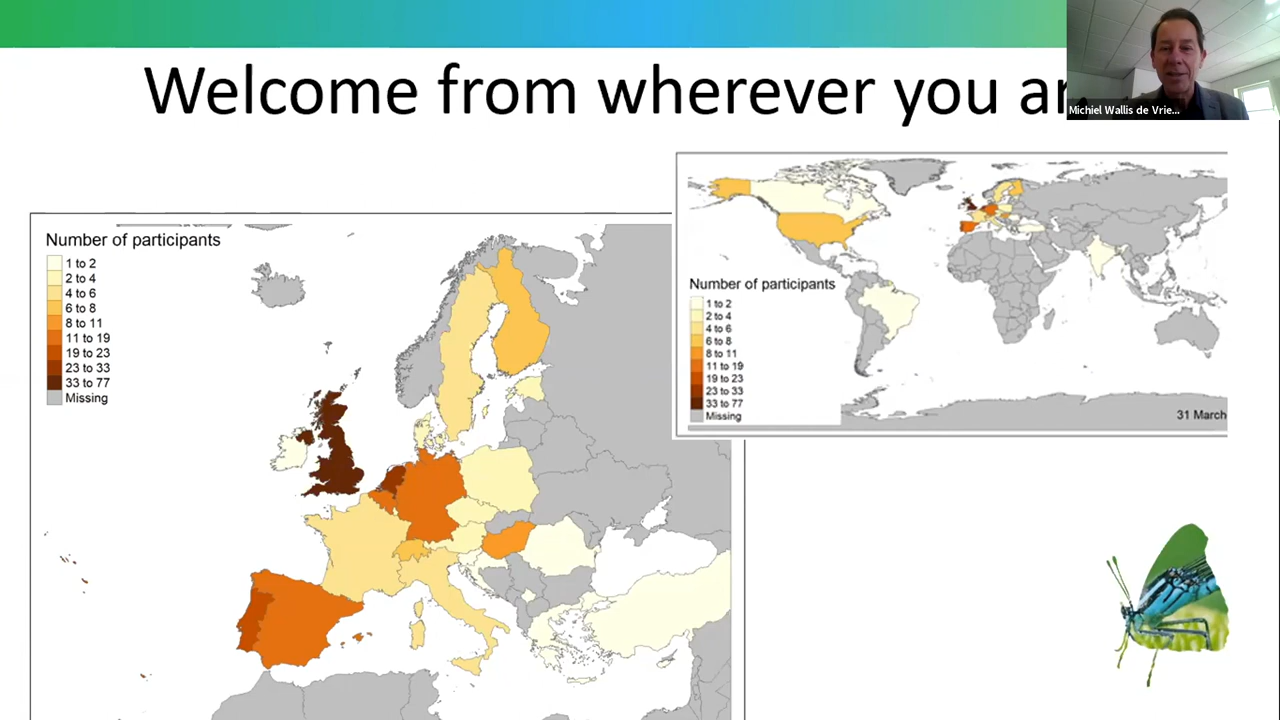 Welcome from wherever you ar
Michiel Wallis de Vrie...
Number of participants
1 to 2
2 to 4
4 to 6
6 to 8
8 to 11
11 to 19
19 to 23
23 to 33
33 to 77
Missing
Number of participants
1 to 2
2 to 4
4 to 6
6 to 8
8 to 11
11 to 19
19 to 23
23 to 33
33 to 77
Missing
31 March